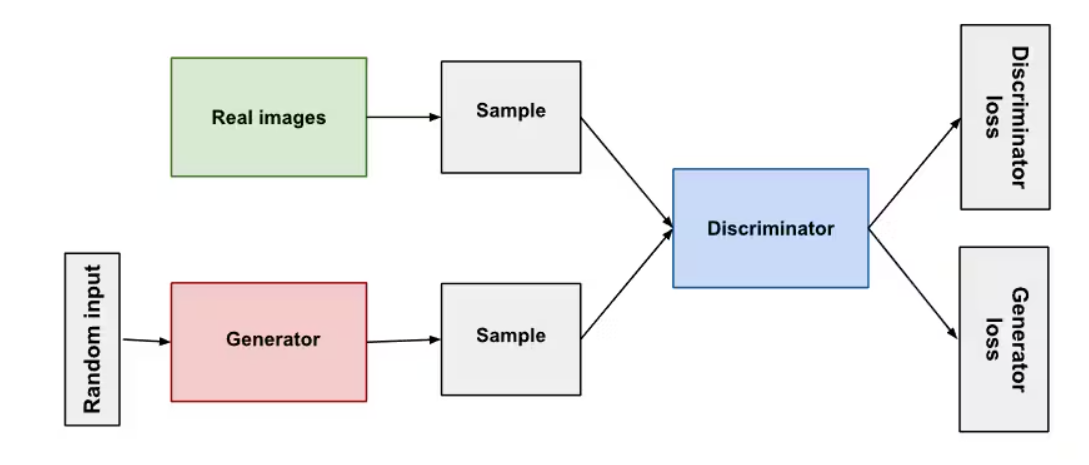 Real images
Sample
Discriminator
loss
Discriminator
Random input
Generator
Sample
Generator
loss